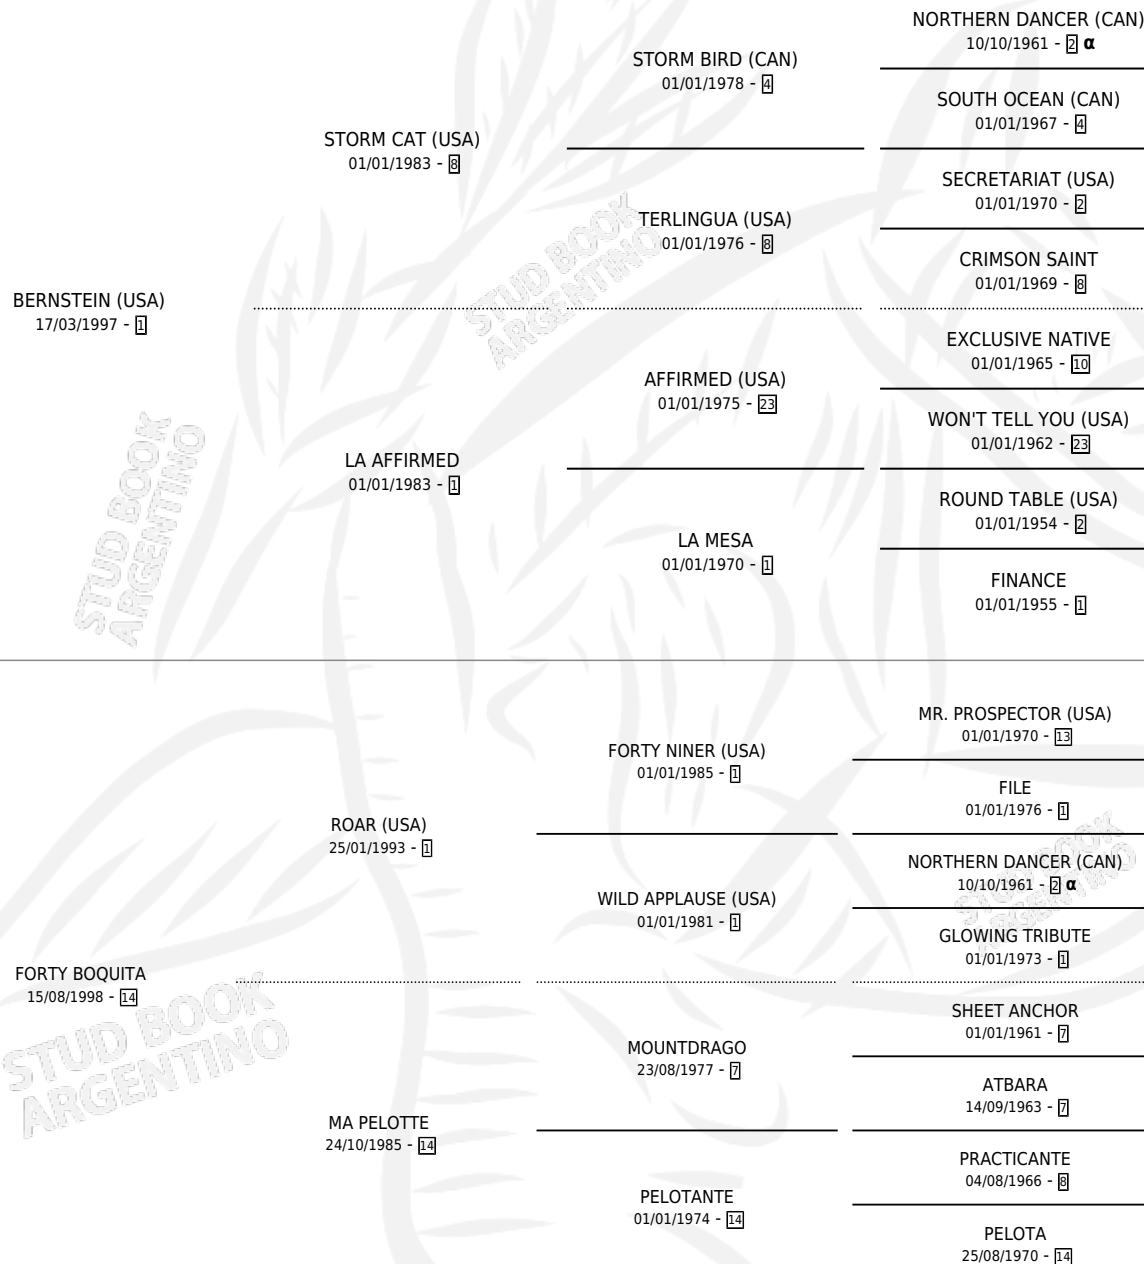 NORTHERN DANCER (CAN)
10/10/1961 - 2 α
STORM BIRD (CAN)
01/01/1978 - 4
SOUTH OCEAN (CAN)
01/01/1967 - 4
STORM CAT (USA)
01/01/1983 - 8
SECRETARIAT (USA)
01/01/1970 - 2
TERLINGUA (USA)
01/01/1976 - 8
CRIMSON SAINT
01/01/1969 - 8
STUD BOOK
ARGENTINO
BERNSTEIN (USA)
17/03/1997 - 1
EXCLUSIVE NATIVE
01/01/1965 - 10
AFFIRMED (USA)
01/01/1975 - 23
WON'T TELL YOU (USA)
01/01/1962 - 23
LA AFFIRMED
01/01/1983 - 1
ROUND TABLE (USA)
01/01/1954 - 2
LA MESA
01/01/1970 - 1
FINANCE
01/01/1955 - 1
STUD BOOK
ARGENTINO
MR. PROSPECTOR (USA)
01/01/1970 - 13
FORTY NINER (USA)
01/01/1985 - 1
FILE
01/01/1976 - 1
ROAR (USA)
25/01/1993 - 1
NORTHERN DANCER (CAN)
10/10/1961 - 2 α
WILD APPLAUSE (USA)
01/01/1981 - 1
GLOWING TRIBUTE
01/01/1973 - 1
STUD BOOK
ARGENTINO
FORTY BOQUITA
15/08/1998 - 14
SHEET ANCHOR
01/01/1961 - 7
MOUNTDRAGO
23/08/1977 - 7
ATBARA
14/09/1963 - 7
MA PELOTTE
24/10/1985 - 14
PRACTICANTE
04/08/1966 - 8
PELOTANTE
01/01/1974 - 14
PELOTA
25/08/1970 - 14
STUD BOOK
ARGENTINO